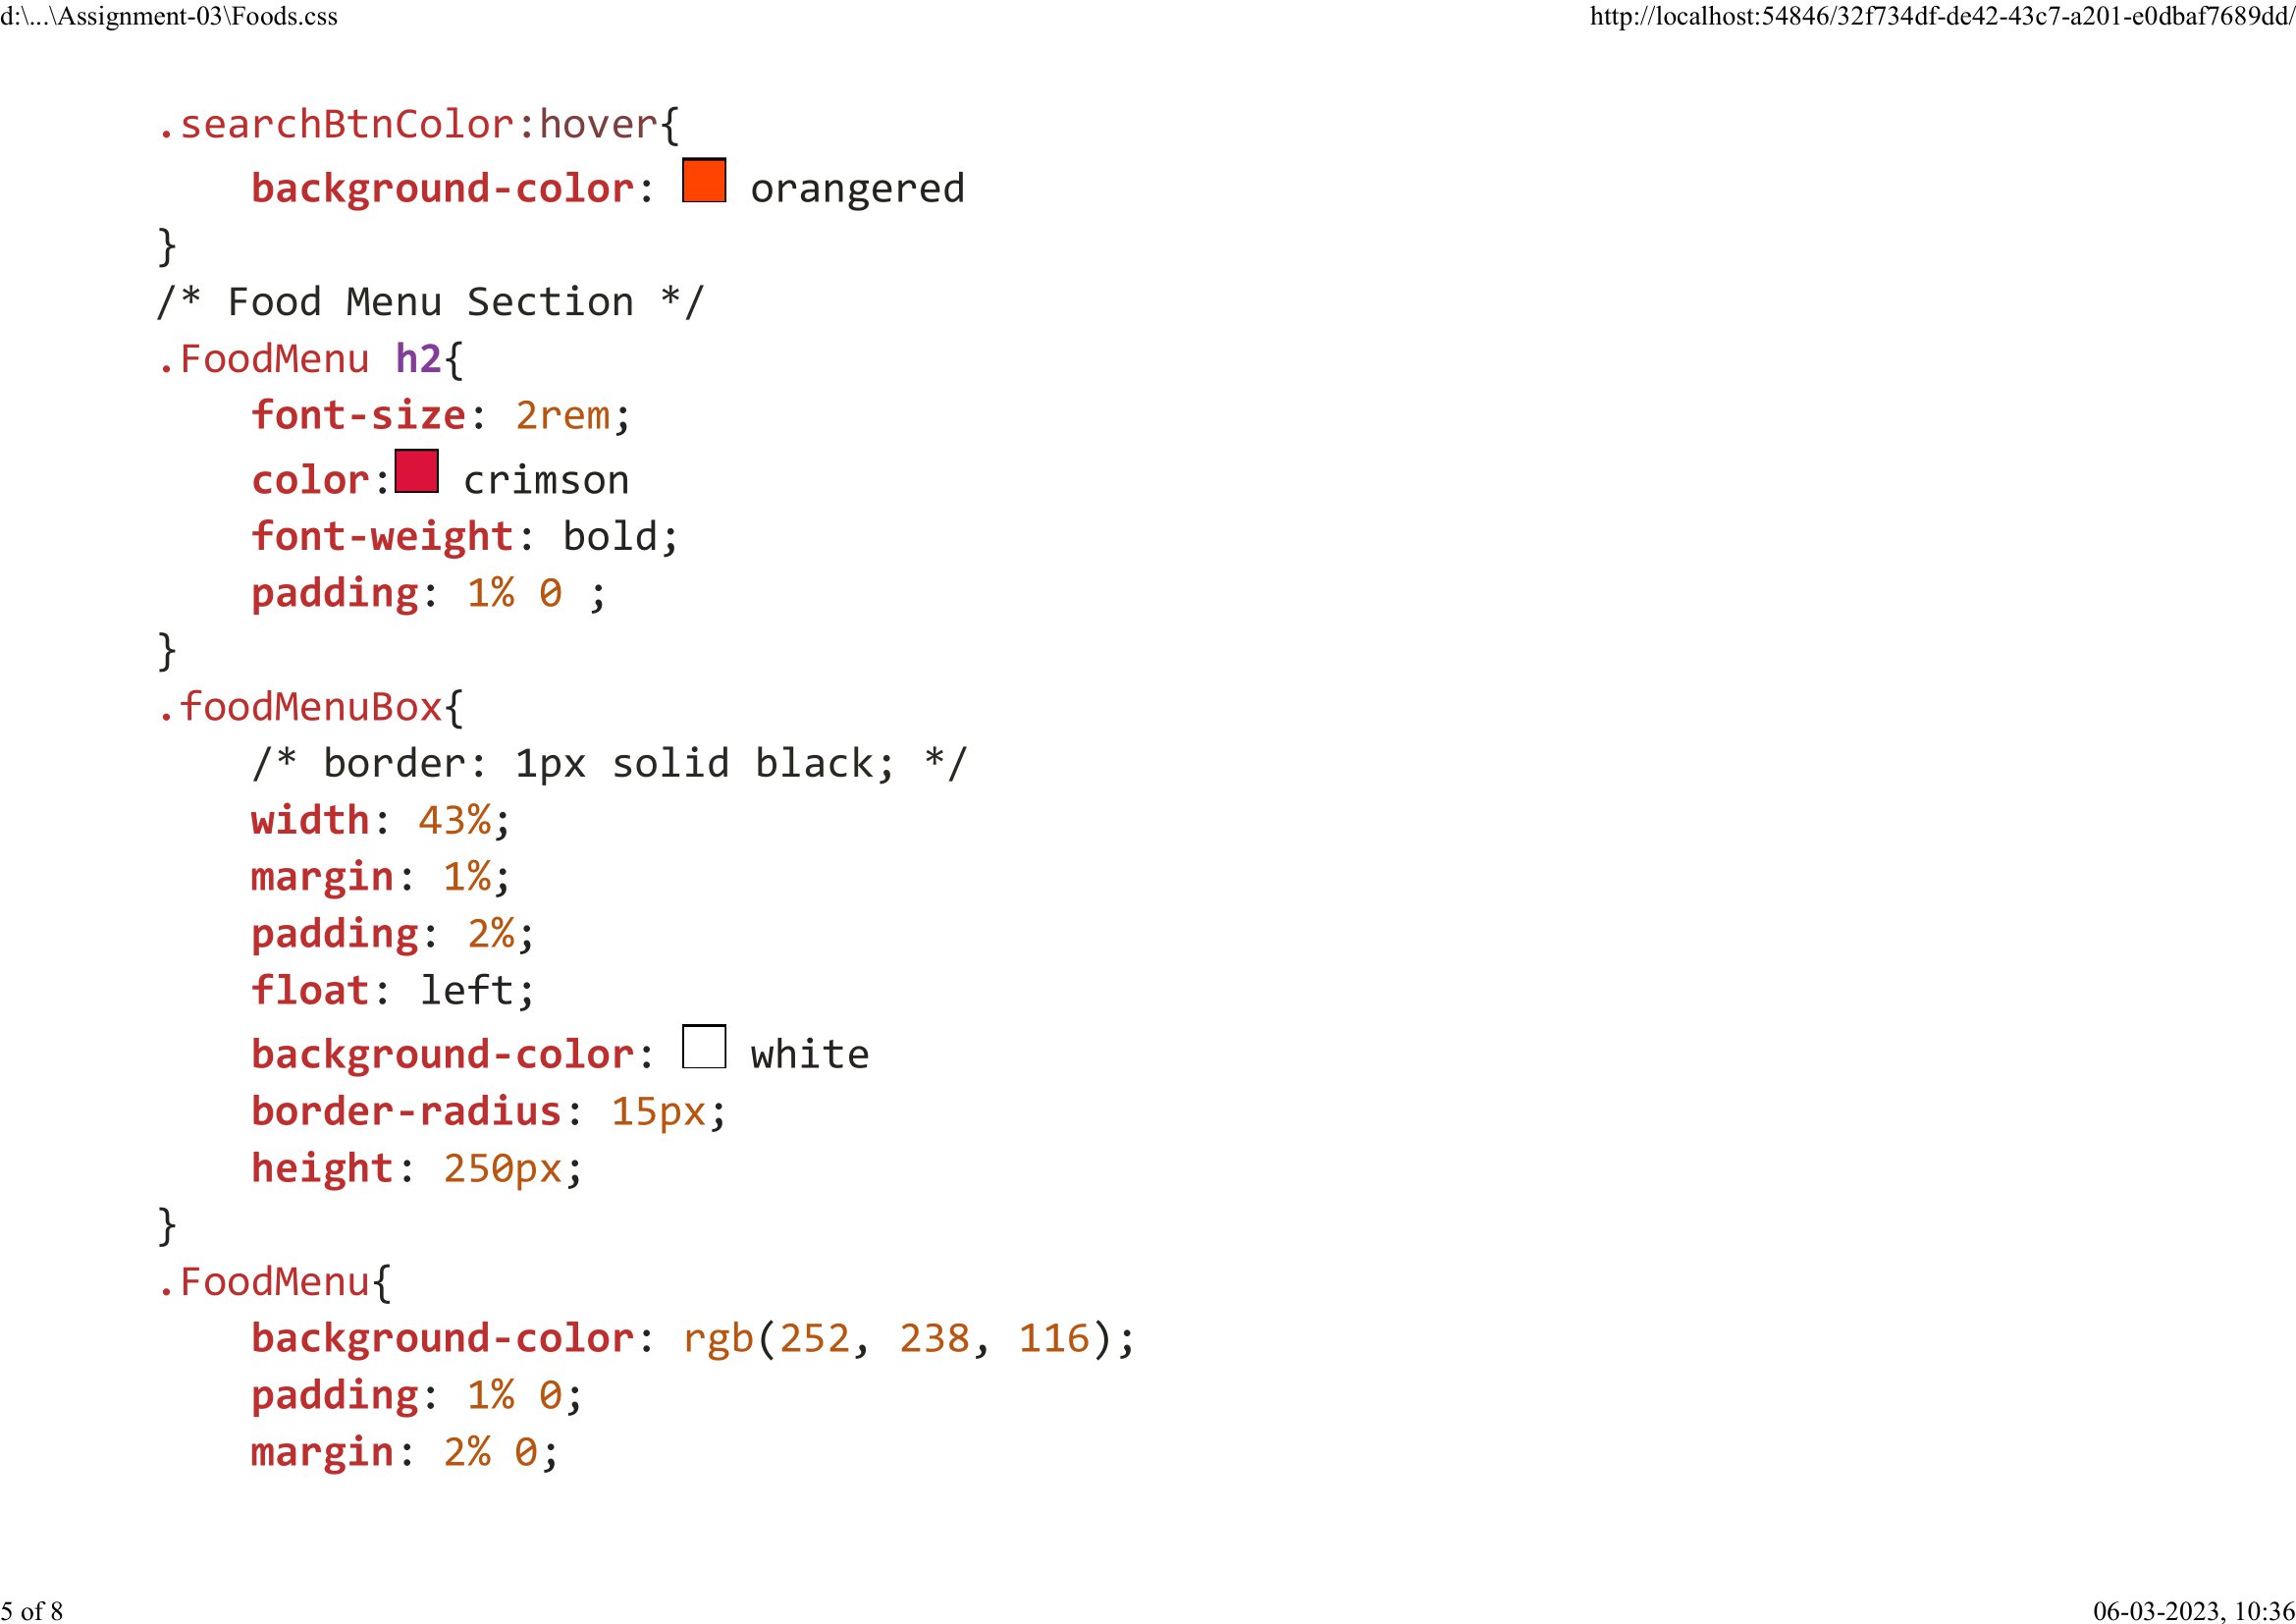 d:\...\Assignment-03\Foods.css
http://localhost:54846/32f734df-de42-43c7-a201-e0dbaf7689dd/
.searchBtnColor:hover{
    background-color: orangered
}
/* Food Menu Section */
.FoodMenu h2{
    font-size: 2rem;
    color: crimson
    font-weight: bold;
    padding: 1% 0 ;
}
.foodMenuBox{
    /* border: 1px solid black; */
    width: 43%;
    margin: 1%;
    padding: 2%;
    float: left;
    background-color: white
    border-radius: 15px;
    height: 250px;
}
.FoodMenu{
    background-color: rgb(252, 238, 116);
    padding: 1% 0;
    margin: 2% 0;
5 of 8
06-03-2023, 10:36